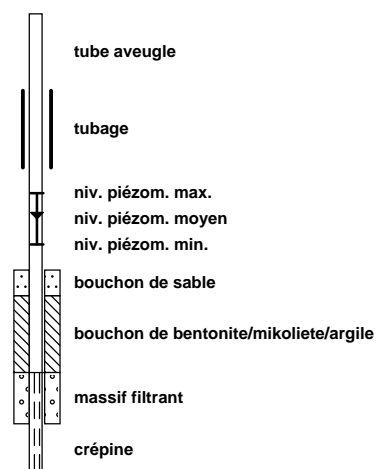 tube aveugle
tubage
niv. piézom. max.
niv. piézom. moyen
niv. piézom. min.
bouchon de sable
bouchon de bentonite/mikoliete/argile
massif filtrant
crépine